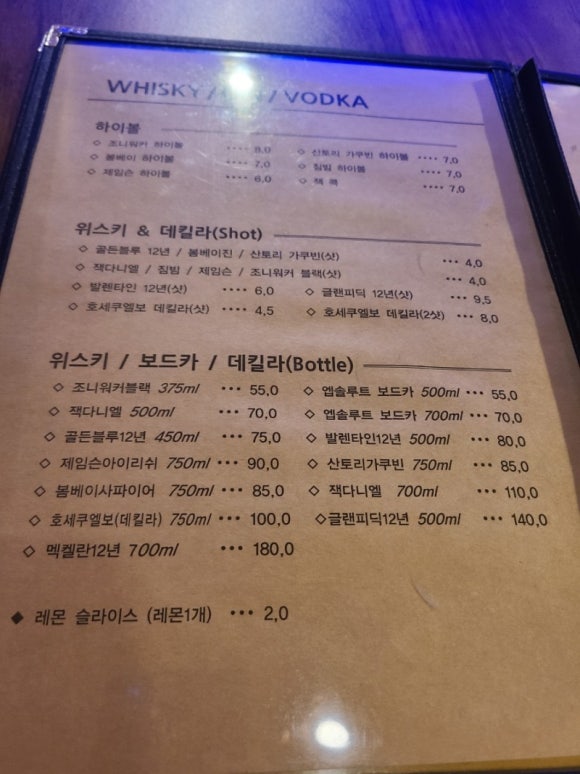 WHISKY / / VODKA
하이볼
◇ 조니워커 하이볼 ···· 8,0 ◇ 산토리 가쿠빈 하이볼 ···· 7,0
◇ 봄베이 하이볼 ···· 7,0 ◇ 짐빔 하이볼 ···· 7,0
◇ 제임슨 하이볼 ···· 6,0 ◇ 잭 콕 ···· 7,0
위스키 & 데킬라(Shot)
◇ 골든블루 12년 / 봄베이진 / 산토리 가쿠빈(샷) ··· 4,0
◇ 잭다니엘 / 짐빔 / 제임슨 / 조니워커 블랙(샷) ··· 4,0
◇ 발렌타인 12년(샷) ···· 6,0 ◇ 글랜피딕 12년(샷) ··· 9,5
◇ 호세쿠엘보 데킬라(샷) ···· 4,5 ◇ 호세쿠엘보 데킬라(2샷) ··· 8,0
위스키 / 보드카 / 데킬라(Bottle)
◇ 조니워커블랙 375ml ··· 55,0 ◇ 엡솔루트 보드카 500ml ··· 55,0
◇ 잭다니엘 500ml ··· 70,0 ◇ 엡솔루트 보드카 700ml ··· 70,0
◇ 골든블루12년 450ml ··· 75,0 ◇ 발렌타인12년 500ml ··· 80,0
◇ 제임슨아이리쉬 750ml ··· 90,0 ◇ 산토리가쿠빈 750ml ··· 85,0
◇ 봄베이사파이어 750ml ··· 85,0 ◇ 잭다니엘 700ml ··· 110,0
◇ 호세쿠엘보(데킬라) 750ml ··· 100,0 ◇글랜피딕12년 500ml ··· 140,0
◇ 멕켈란12년 700ml ··· 180,0
◆ 레몬 슬라이스 (레몬1개) ··· 2,0